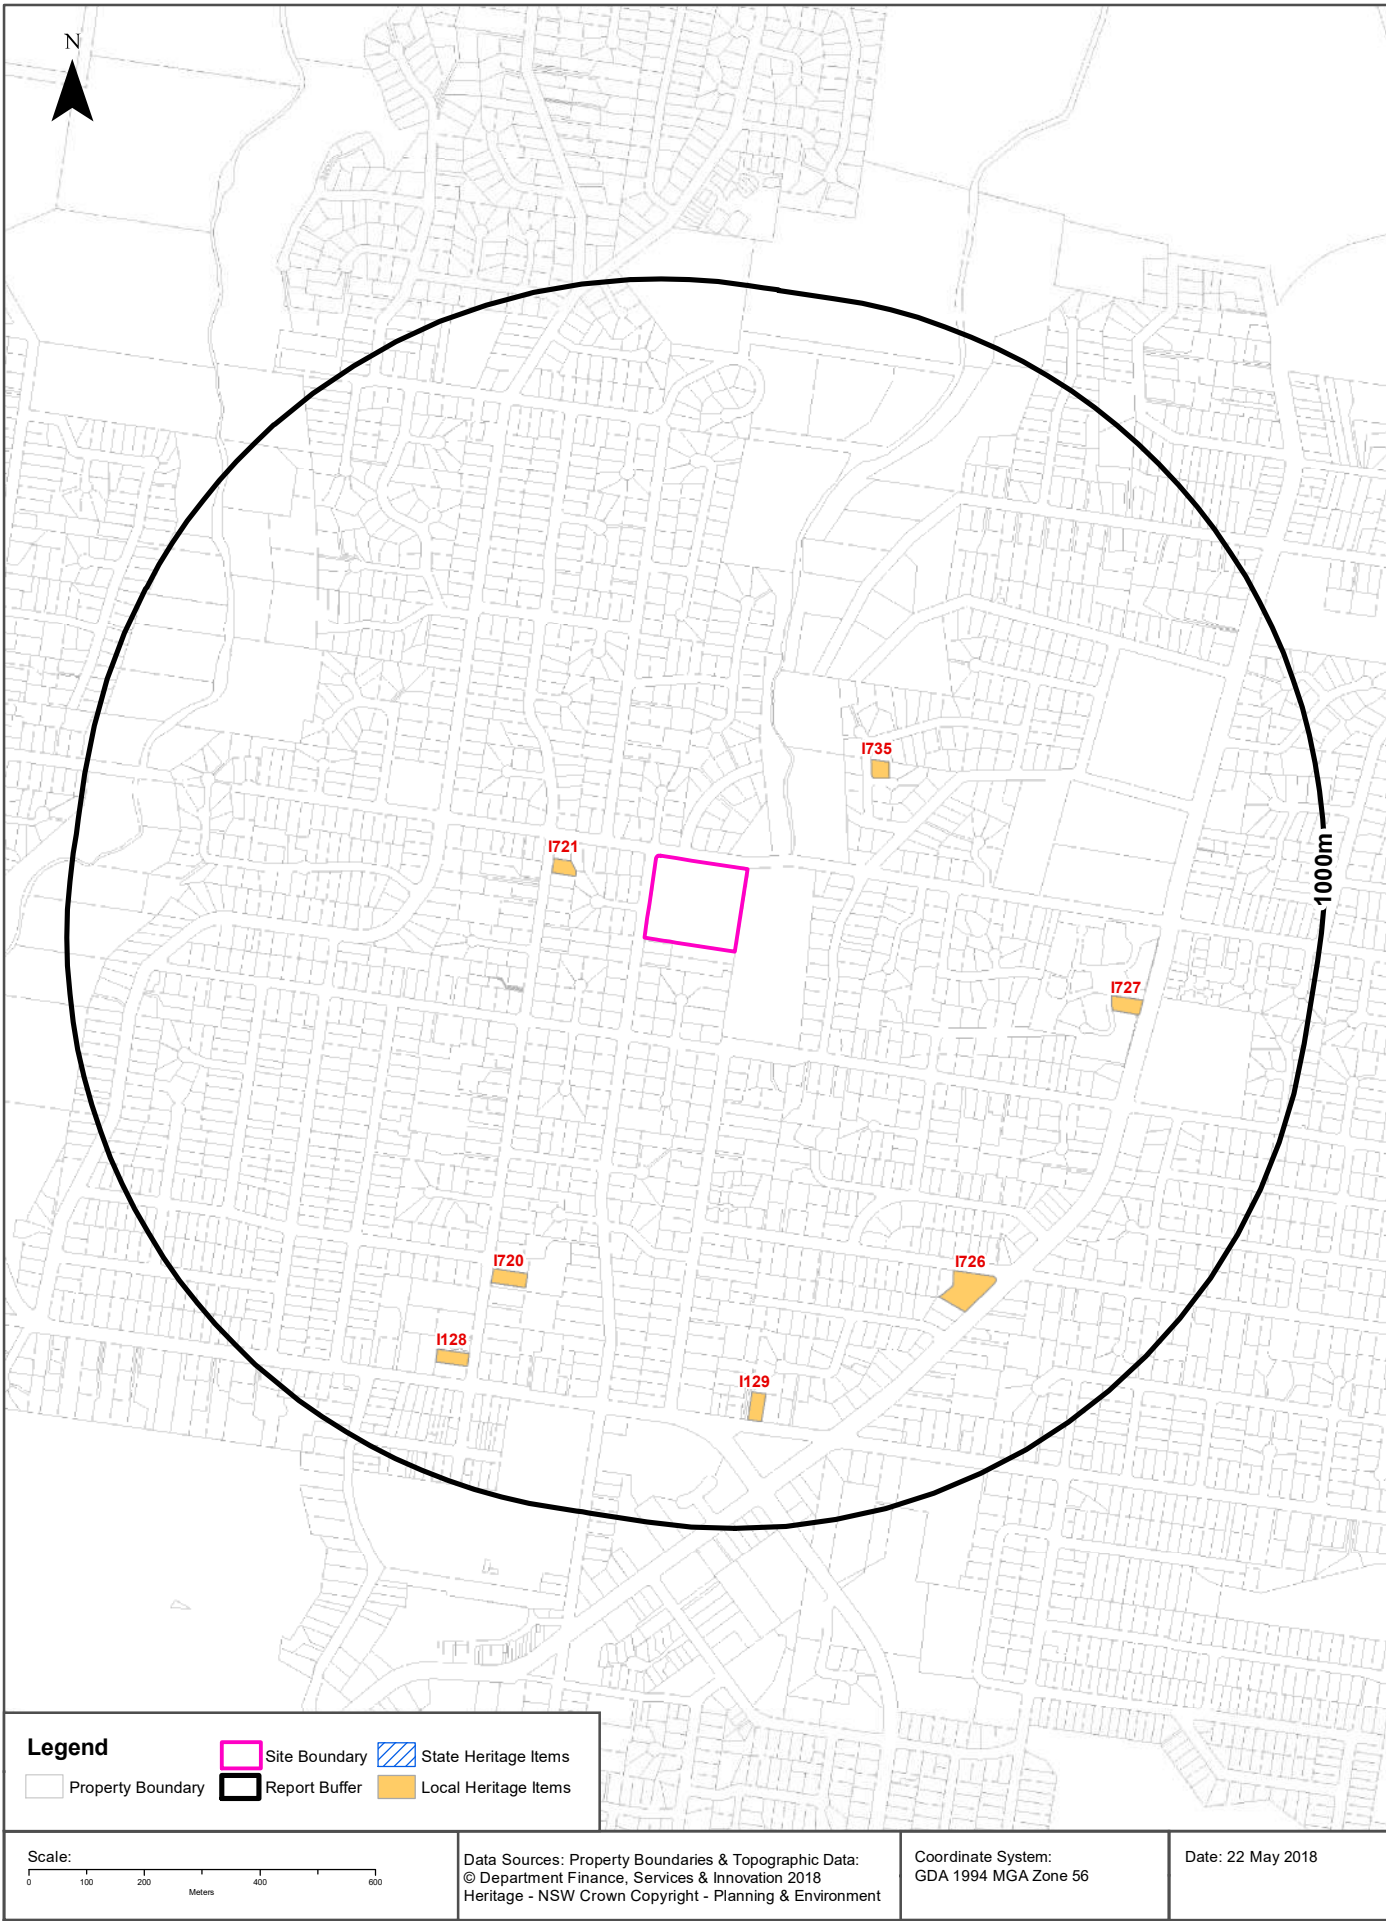 N
I735
I721
1000m
I727
I720
I726
I128
I129
Legend
Site Boundary
State Heritage Items
Property Boundary
Report Buffer
Local Heritage Items
Scale:
0 100 200 400 600
Meters
Data Sources: Property Boundaries & Topographic Data:
© Department Finance, Services & Innovation 2018
Heritage - NSW Crown Copyright - Planning & Environment
Coordinate System:
GDA 1994 MGA Zone 56
Date: 22 May 2018